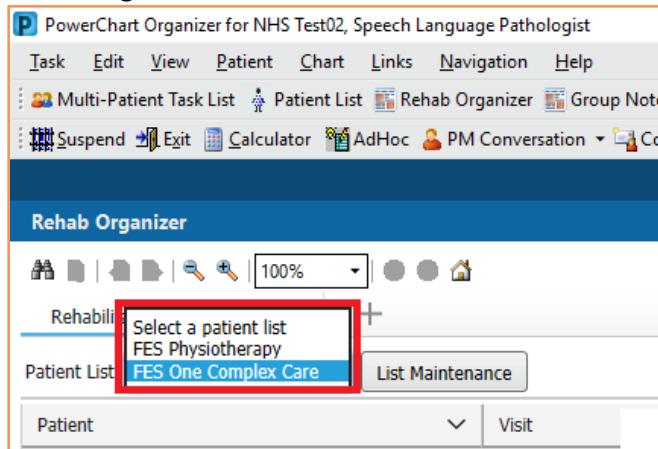 PowerChart Organizer for NHS Test02, Speech Language Pathologist
Task Edit View Patient Chart Links Navigation Help
Multi-Patient Task List Patient List Rehab Organizer Group Note
Suspend Exit Calculator AdHoc PM Conversation
Rehab Organizer
100%
Select a patient list
FES Physiotherapy
Patient List FES One Complex Care List Maintenance
Patient Visit